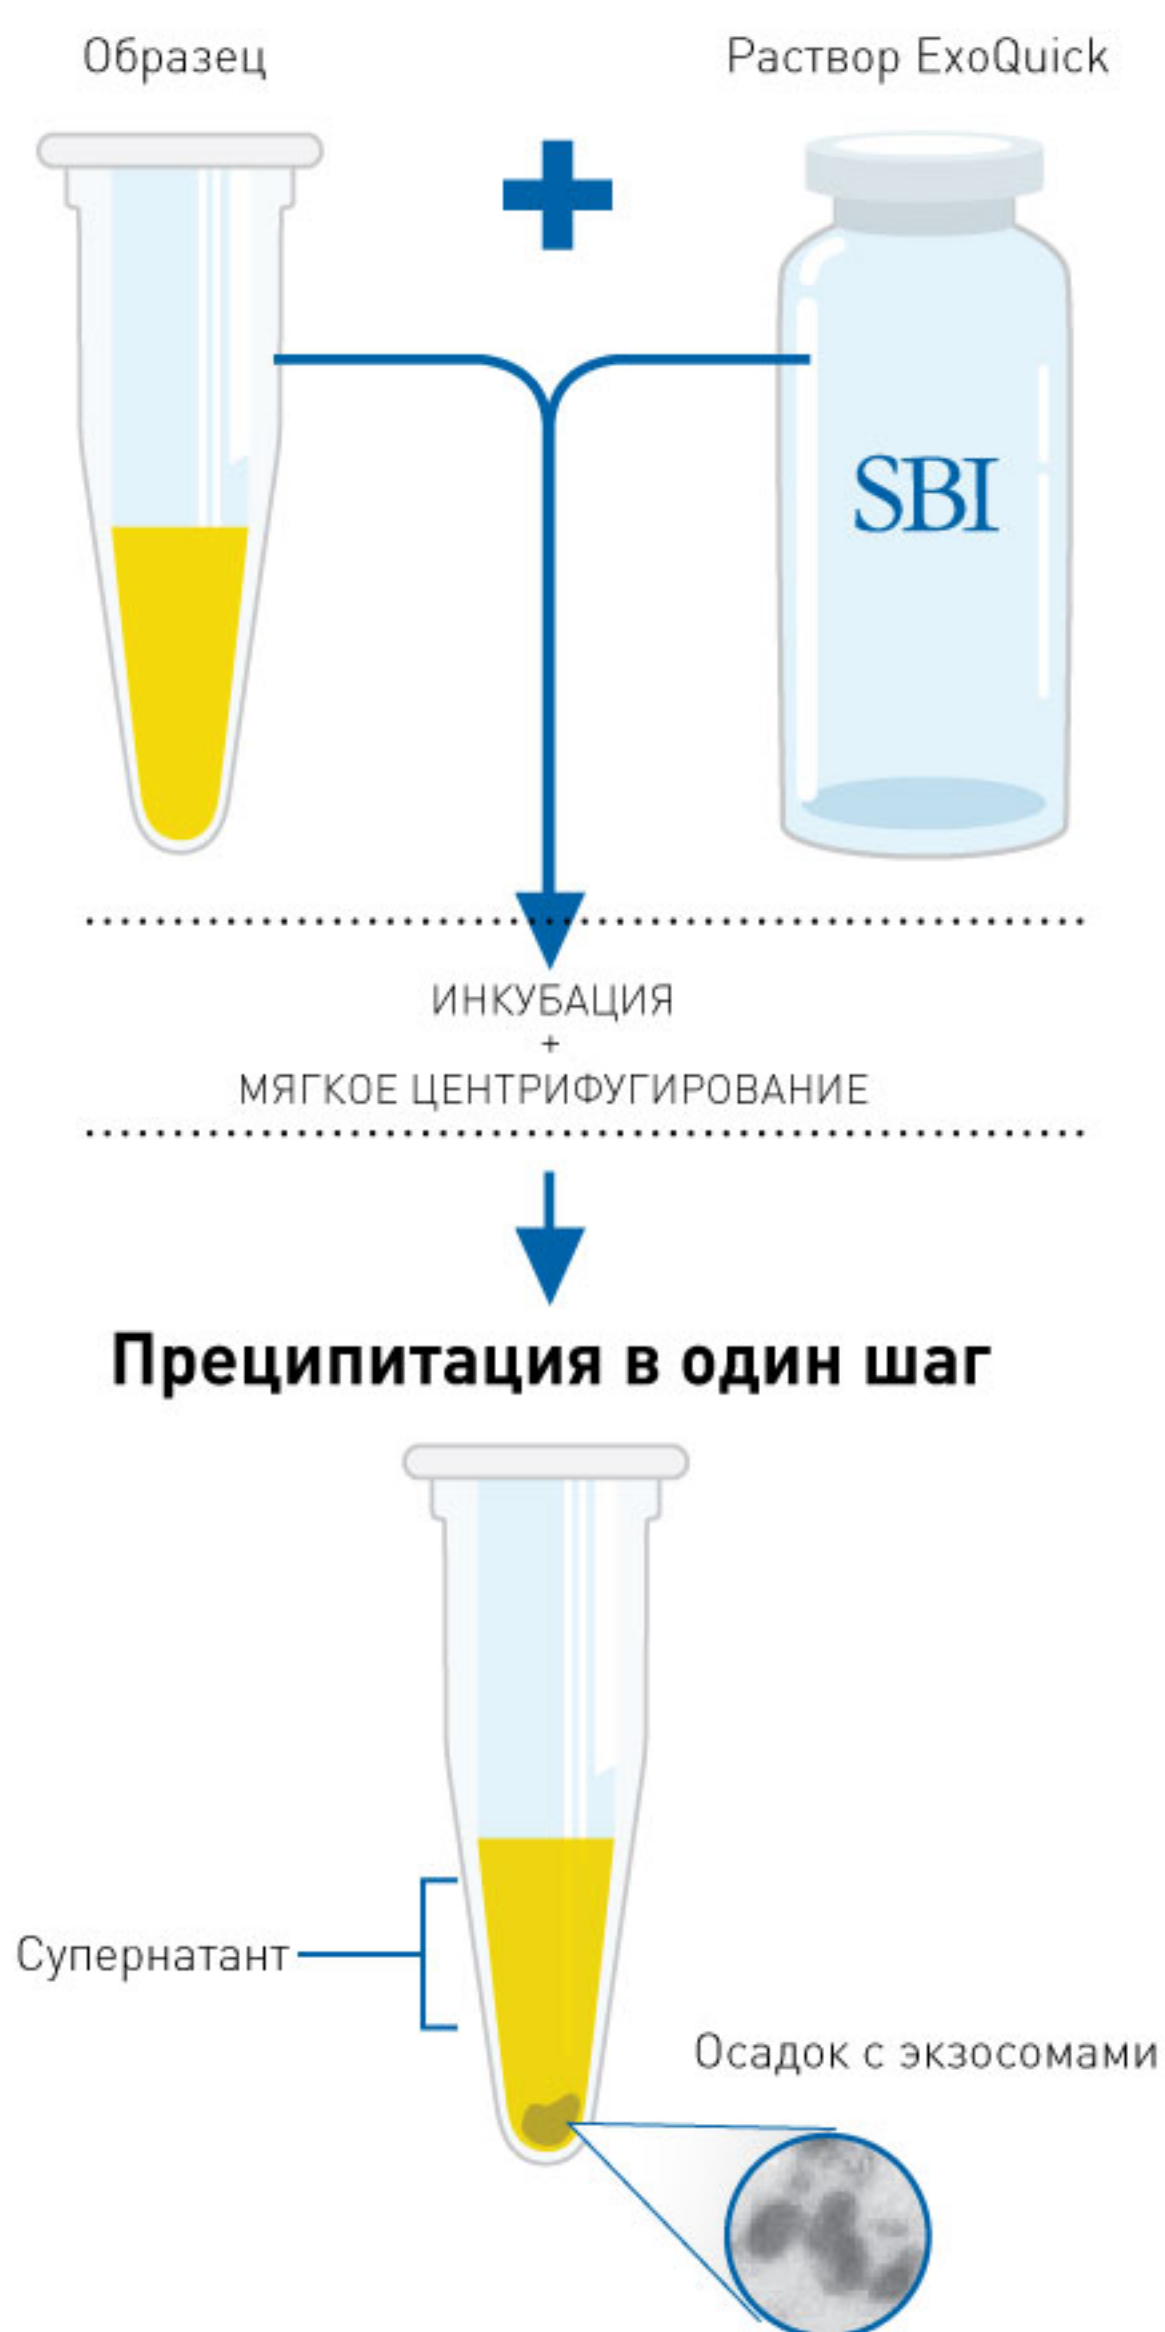 Образец
Раствор ExoQuick
SBI
ИНКУБАЦИЯ
+
МЯГКОЕ ЦЕНТРИФУГИРОВАНИЕ
Преципитация в один шаг
Супернатант
Осадок с экзосомами